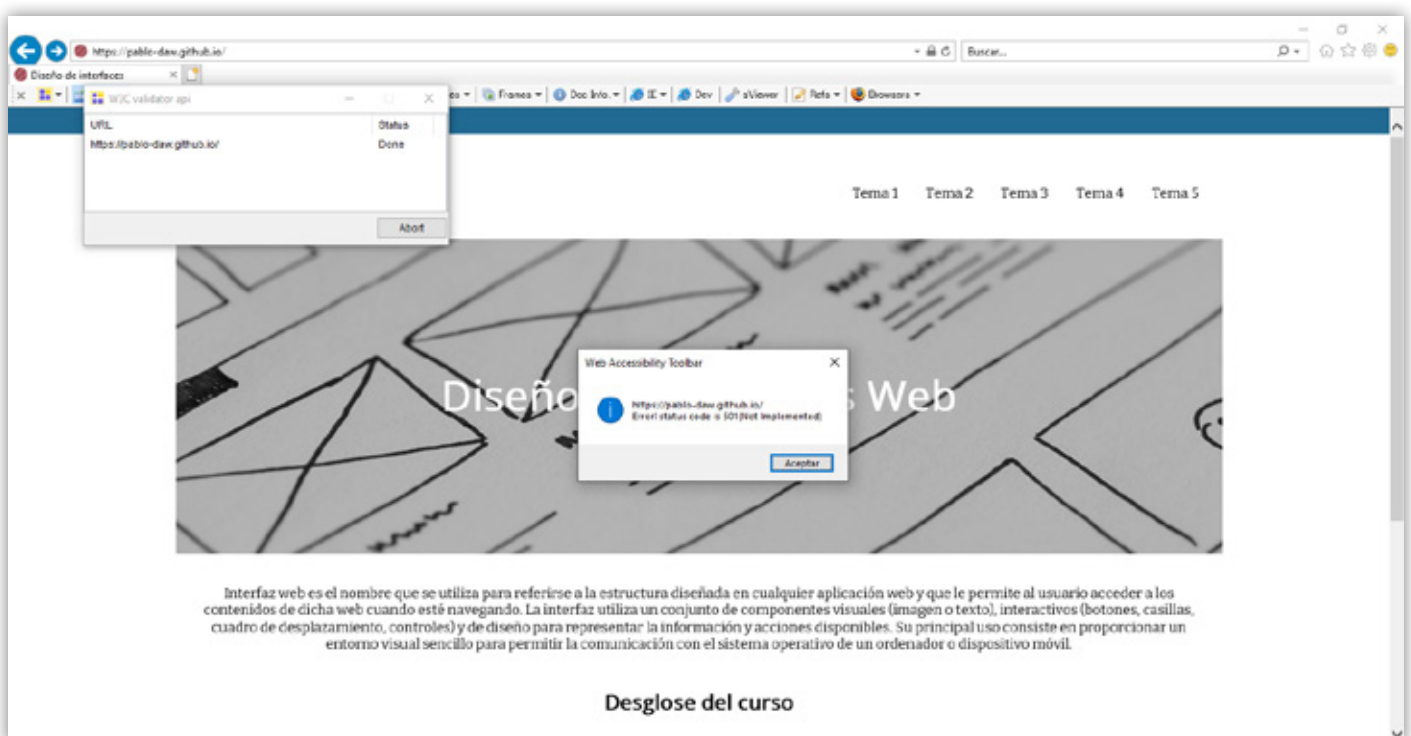 https://pablo-daw.github.io/
Buscar...
Diseño de interfaces
Frames
Doc Info.
IE
Dev
aViewer
Refs
Browsers
W3C validator api
URL
Status
https://pablo-daw.github.io/
Done
Abort
Tema 1 Tema 2 Tema 3 Tema 4 Tema 5
Diseño
s Web
Web Accessibility Toolbar
https://pablo-daw.github.io/
Error! status code is 501(Not Implemented)
Aceptar
Interfaz web es el nombre que se utiliza para referirse a la estructura diseñada en cualquier aplicación web y que le permite al usuario acceder a los
contenidos de dicha web cuando esté navegando. La interfaz utiliza un conjunto de componentes visuales (imagen o texto), interactivos (botones, casillas,
cuadro de desplazamiento, controles) y de diseño para representar la información y acciones disponibles. Su principal uso consiste en proporcionar un
entorno visual sencillo para permitir la comunicación con el sistema operativo de un ordenador o dispositivo móvil.
Desglose del curso